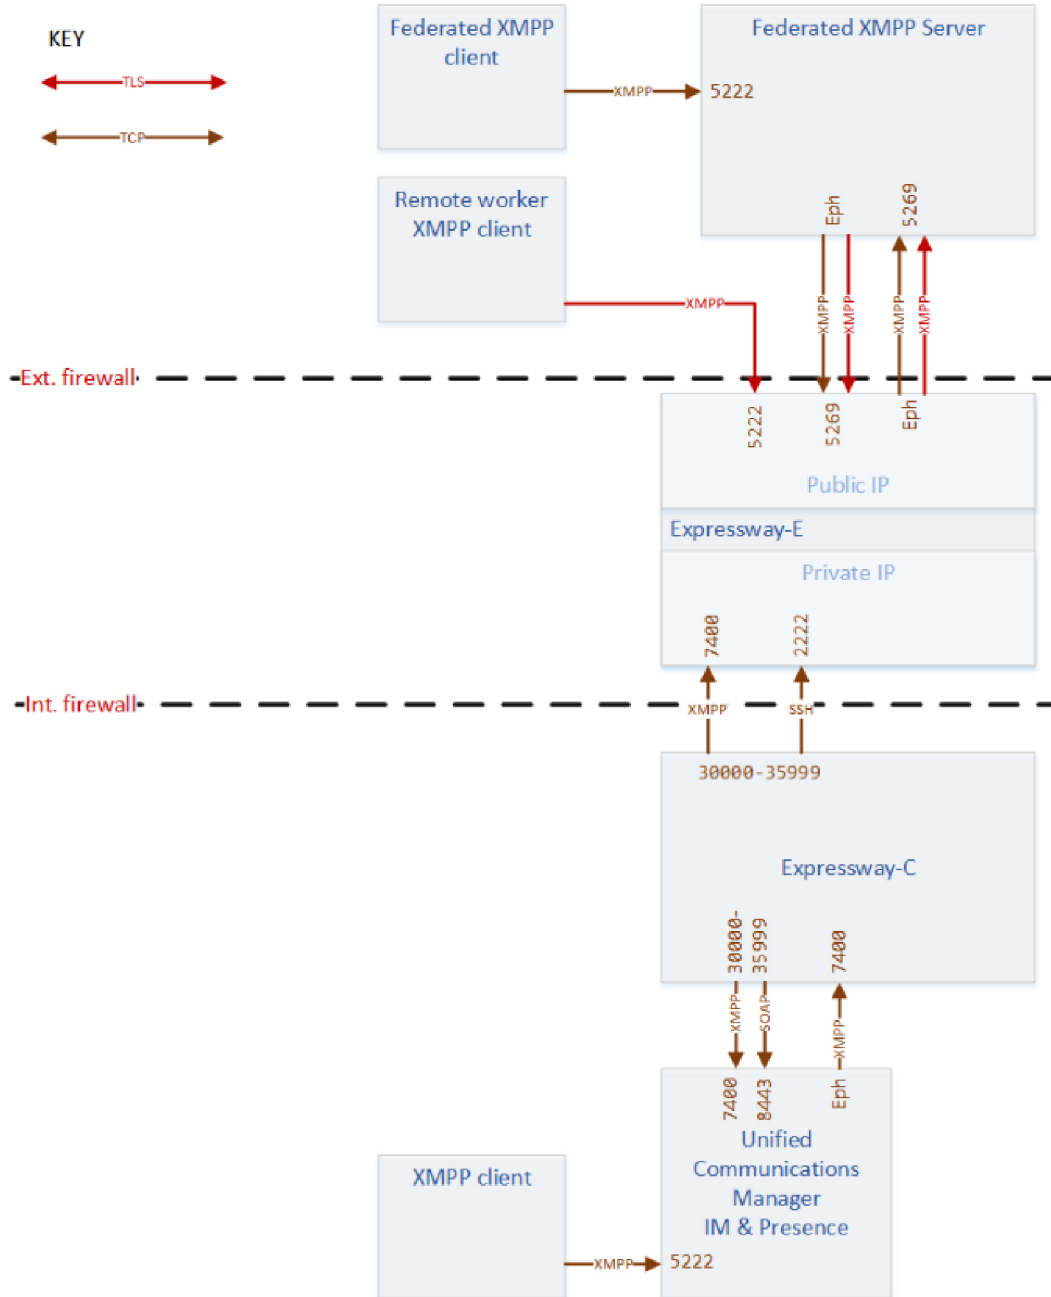 KEY
TLS
TCP
Federated XMPP
client
XMPP
Federated XMPP Server
5222
Eph
5269
Remote worker
XMPP client
XMPP
XMPP
XMPP
XMPP
XMPP
Ext. firewall
5222
5269
Eph
Public IP
Expressway-E
Private IP
7400
2222
Int. firewall
XMPP
SSH
30000-35999
Expressway-C
30000-
35999
7400
XMPP
SOAP
XMPP
7400
8443
Eph
Unified
Communications
Manager
IM & Presence
XMPP client
XMPP
5222